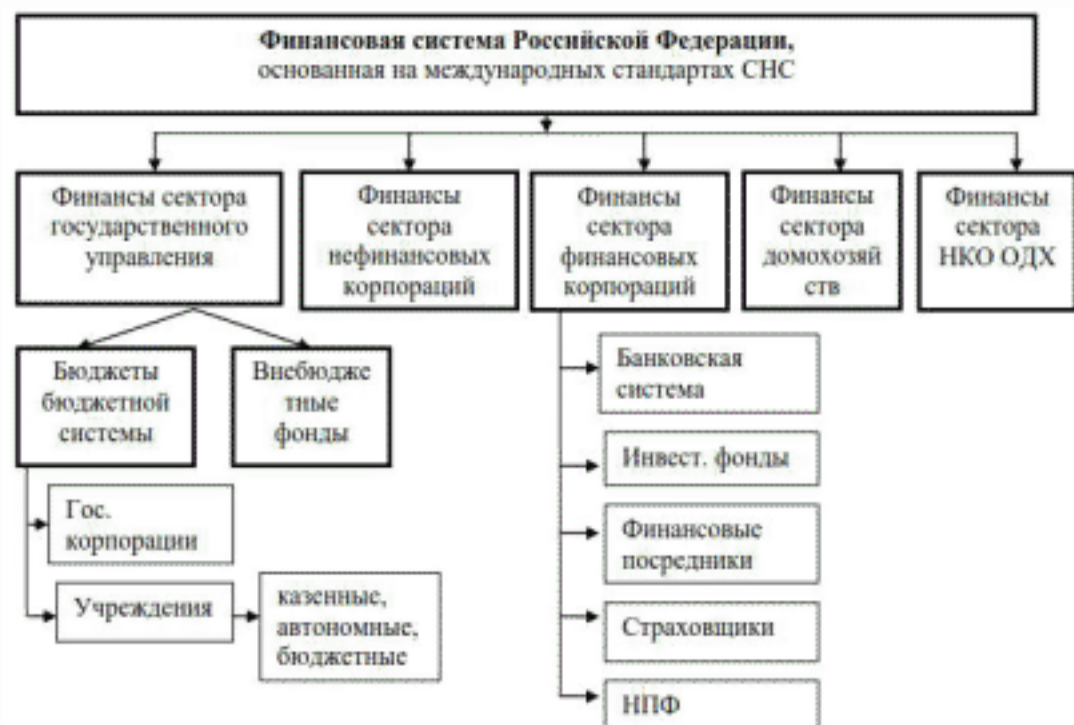 Финансовая система Российской Федерации,
основанная на международных стандартах СНС
Финансы сектора
государственного
управления
Финансы
сектора
нефинансовых
корпораций
Финансы
сектора
финансовых
корпораций
Финансы
сектора
домохозяй
ств
Финансы
сектора
НКО ОДХ
Бюджеты
бюджетной
системы
Внебюдже
тные
фонды
Гос.
корпорации
Учреждения
казенные,
автономные,
бюджетные
Банковская
система
Инвест. фонды
Финансовые
посредники
Страховщики
НПФ